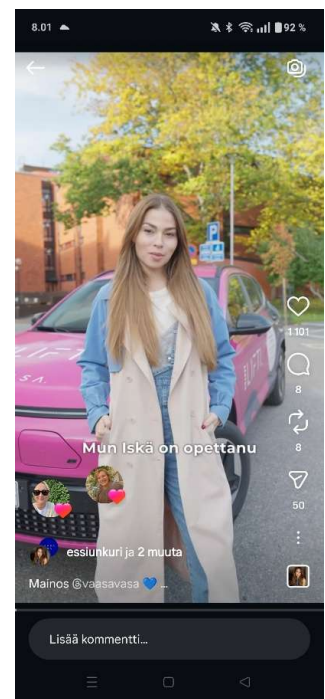 8.01
92 %
1 101
8
8
50
S.A.
Mun Iskä on opettanu
essiunkuri ja 2 muuta
Mainos @vaasavasa 💙 ...
Lisää kommentti...